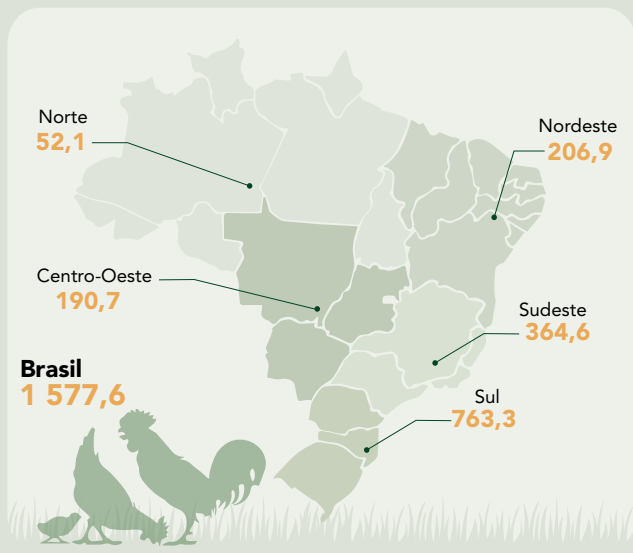 Norte
52,1
Nordeste
206,9
Centro-Oeste
190,7
Sudeste
364,6
Brasil
1 577,6
Sul
763,3